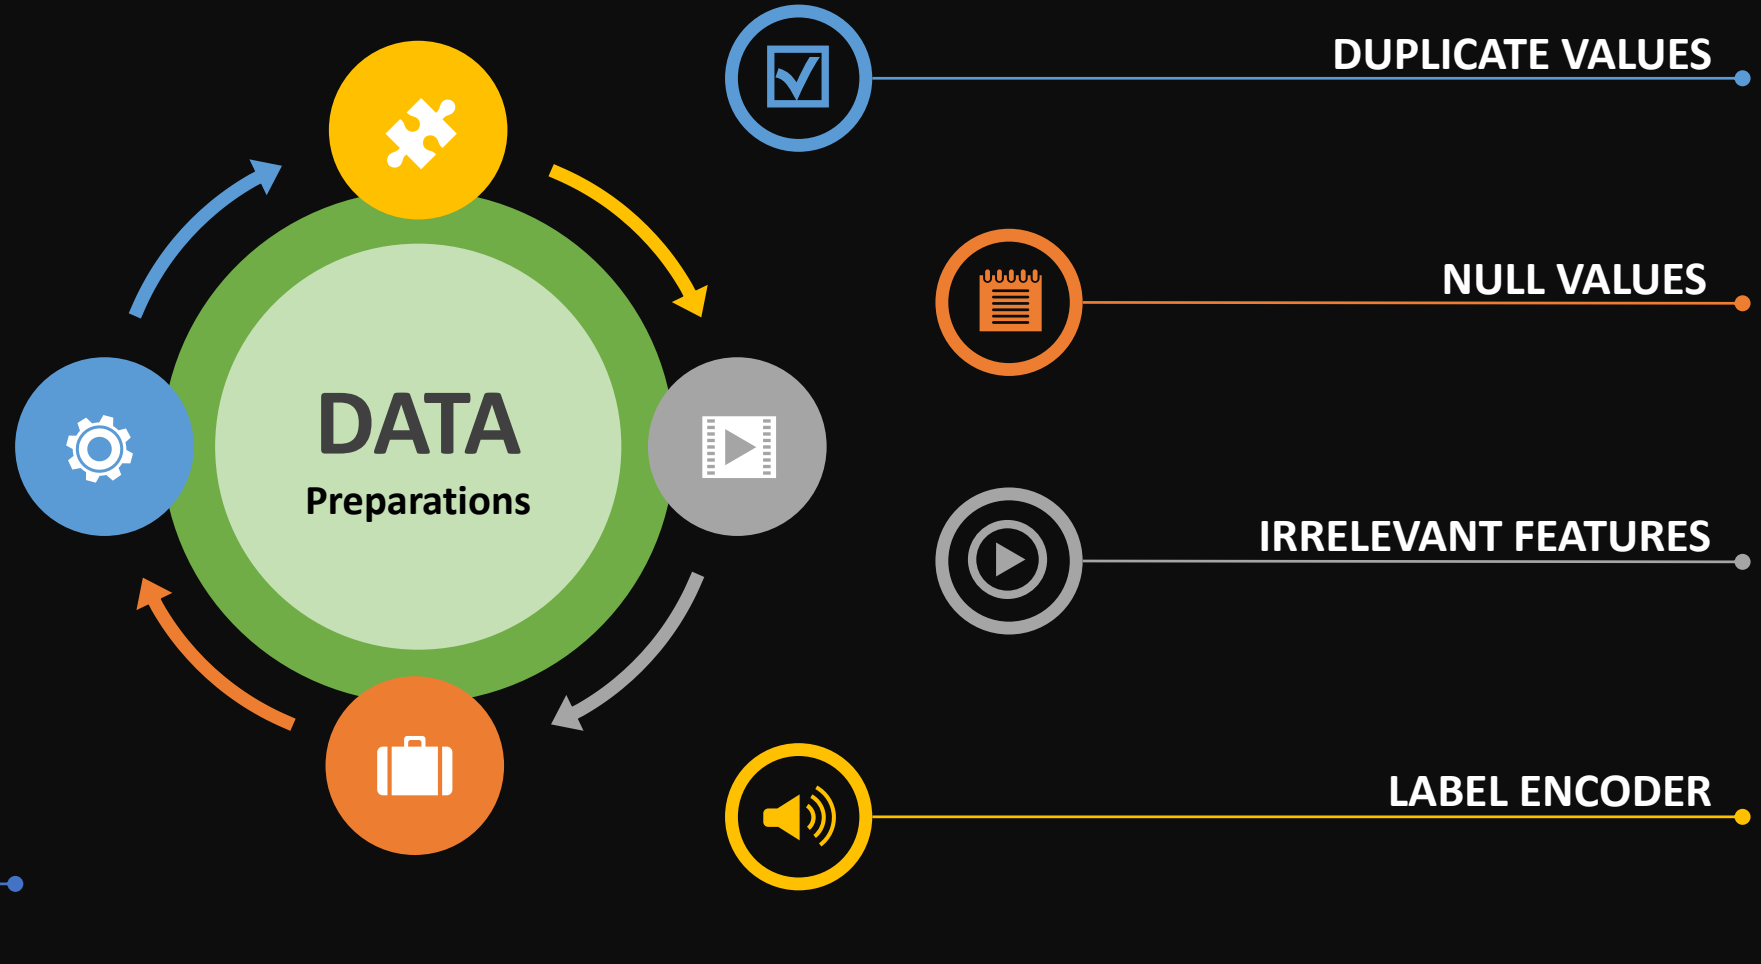 DATA
Preparations
DUPLICATE VALUES
NULL VALUES
IRRELEVANT FEATURES
LABEL ENCODER